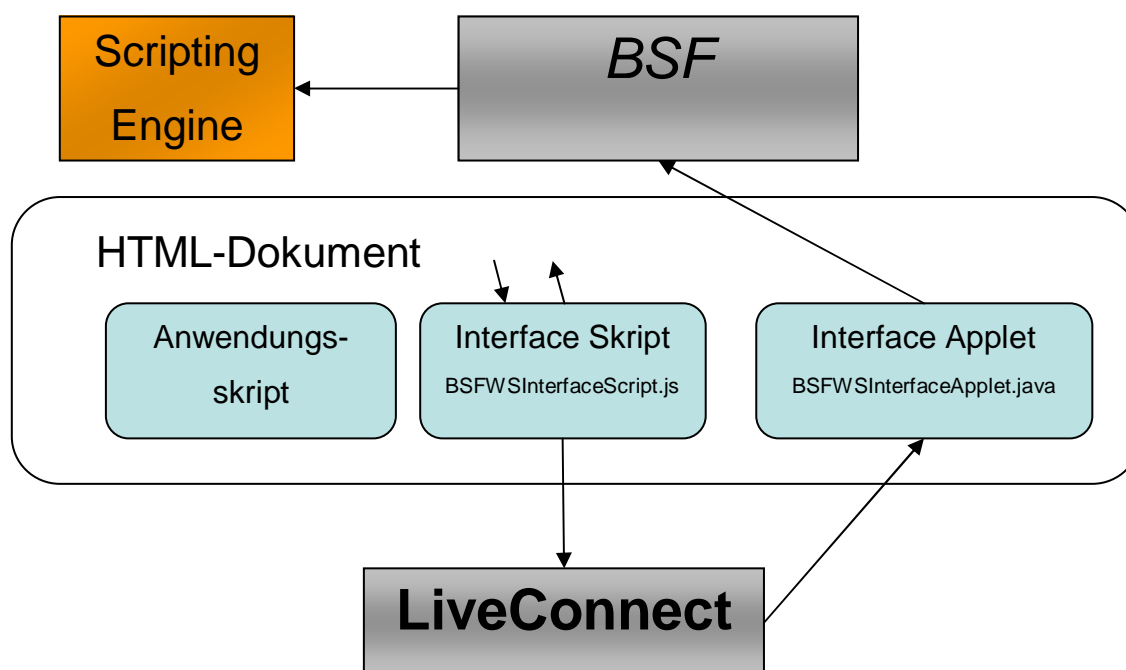 Scripting
Engine
BSF
HTML-Dokument
Anwendungs-
skript
Interface Skript
BSFWSInterfaceScript.js
Interface Applet
BSFWSInterfaceApplet.java
LiveConnect